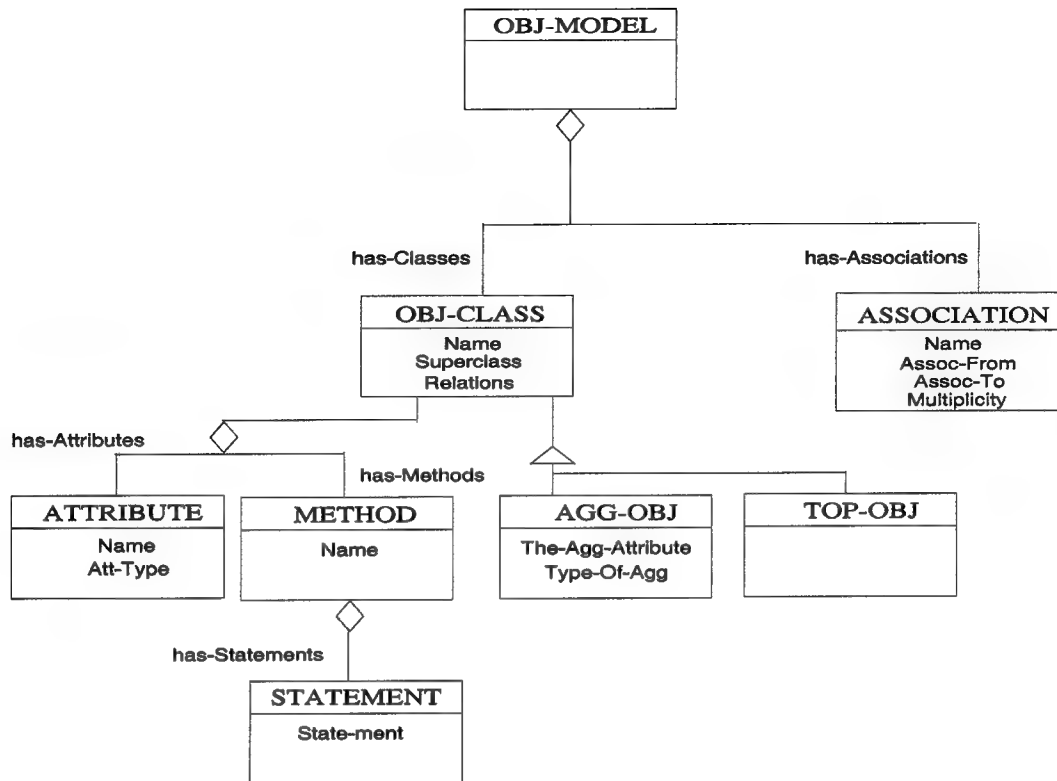 OBJ-MODEL
has-Classes
has-Associations
OBJ-CLASS
Name
Superclass
Relations
ASSOCIATION
Name
Assoc-From
Assoc-To
Multiplicity
has-Attributes
has-Methods
ATTRIBUTE
Name
Att-Type
METHOD
Name
AGG-OBJ
The-Agg-Attribute
Type-Of-Agg
TOP-OBJ
has-Statements
STATEMENT
State-ment